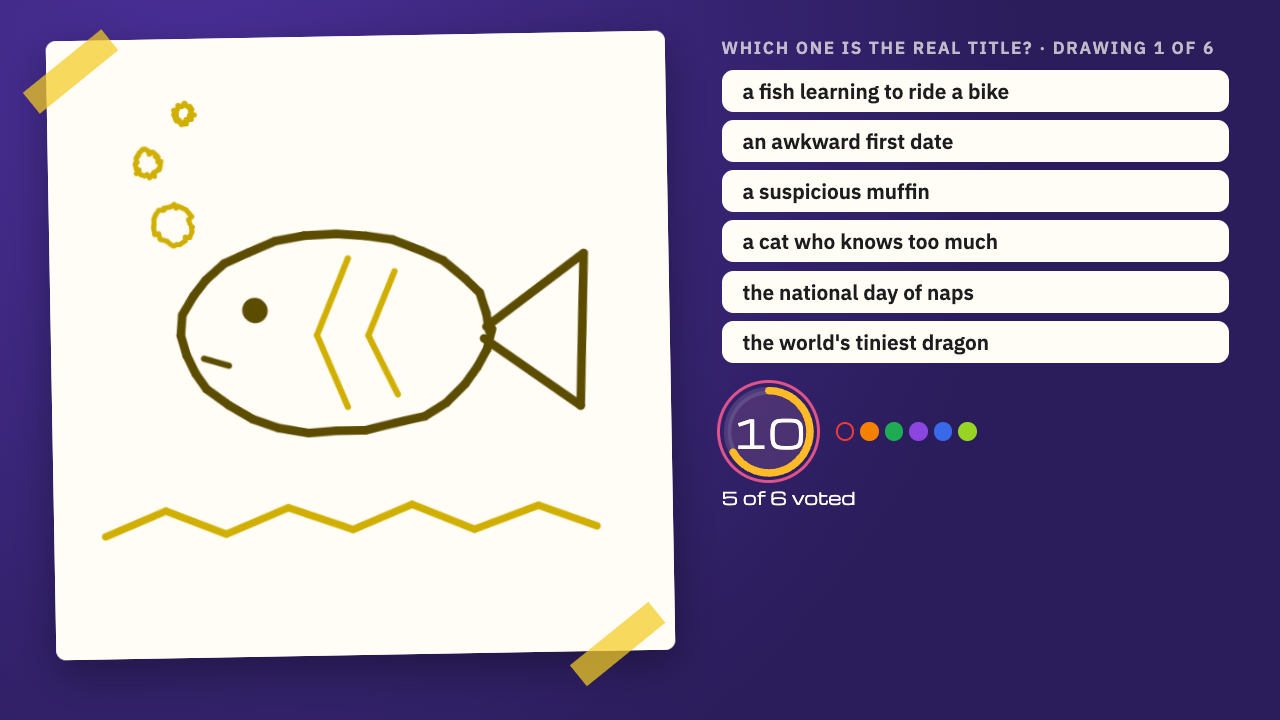 WHICH ONE IS THE REAL TITLE? · DRAWING 1 OF 6
a fish learning to ride a bike
an awkward first date
a suspicious muffin
a cat who knows too much
the national day of naps
the world's tiniest dragon
10
5 of 6 voted